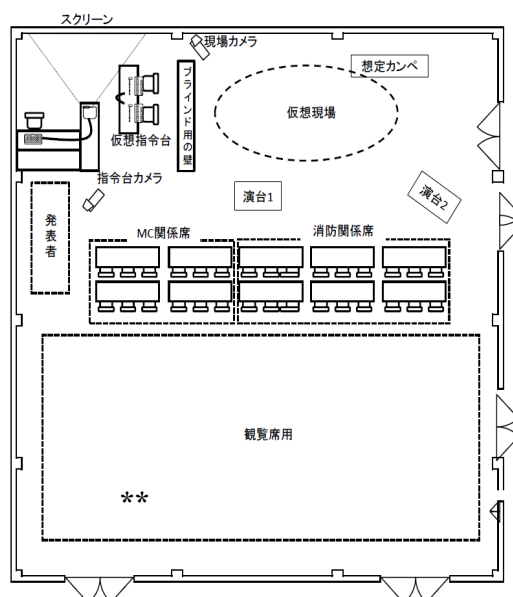 スクリーン
現場カメラ
想定カンペ
ブラインド用の壁
仮想現場
仮想指令台
指令台カメラ
発表者
演台1
演台2
MC関係席
消防関係席
観覧席用
**